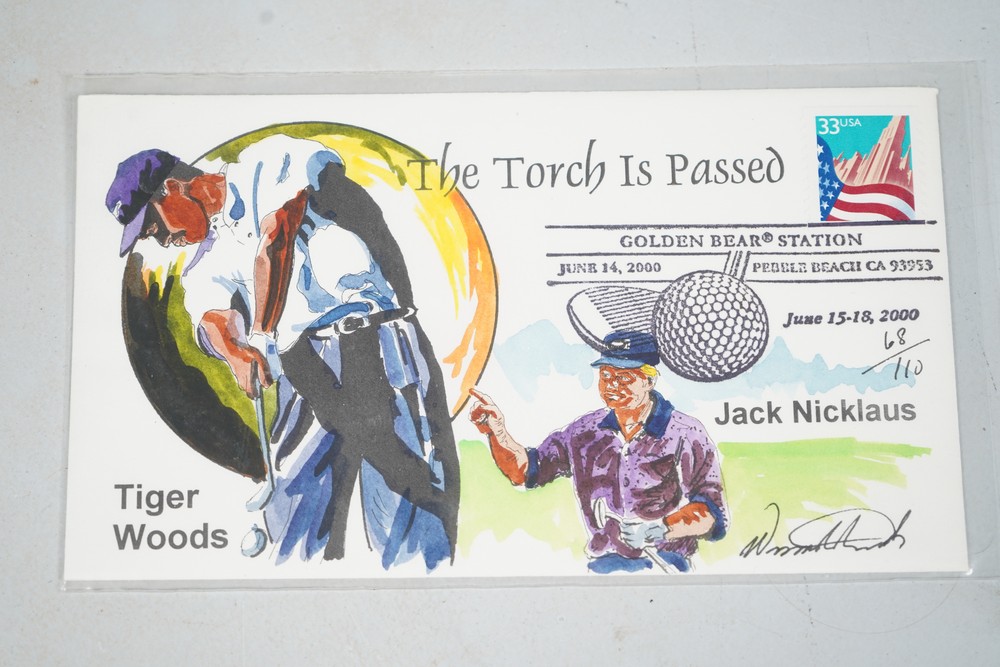 The Torch Is Passed
33USA
GOLDEN BEAR® STATION
JUNE 14, 2000 PEBBLE BEACH CA 93953
June 15-18, 2000
68/110
Jack Nicklaus
Tiger
Woods